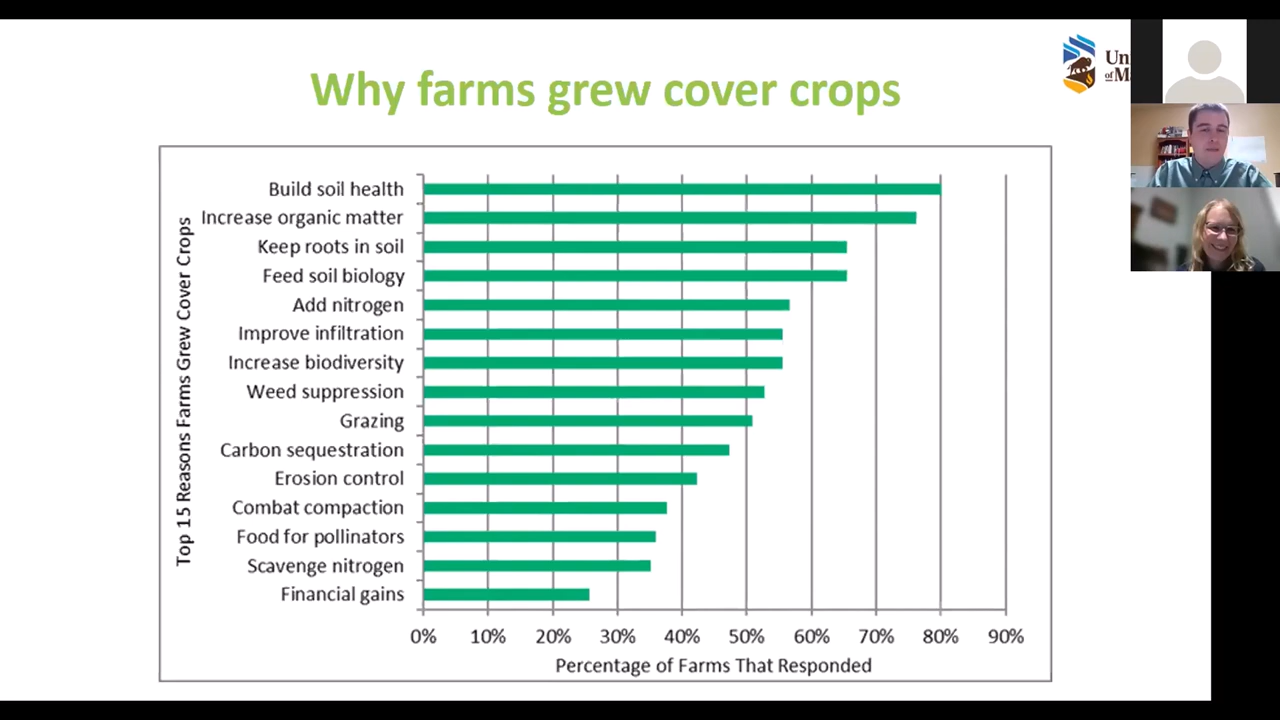 Why farms grew cover crops
Un
of Ma
Top 15 Reasons Farms Grew Cover Crops
Build soil health
Increase organic matter
Keep roots in soil
Feed soil biology
Add nitrogen
Improve infiltration
Increase biodiversity
Weed suppression
Grazing
Carbon sequestration
Erosion control
Combat compaction
Food for pollinators
Scavenge nitrogen
Financial gains
0% 10% 20% 30% 40% 50% 60% 70% 80% 90%
Percentage of Farms That Responded